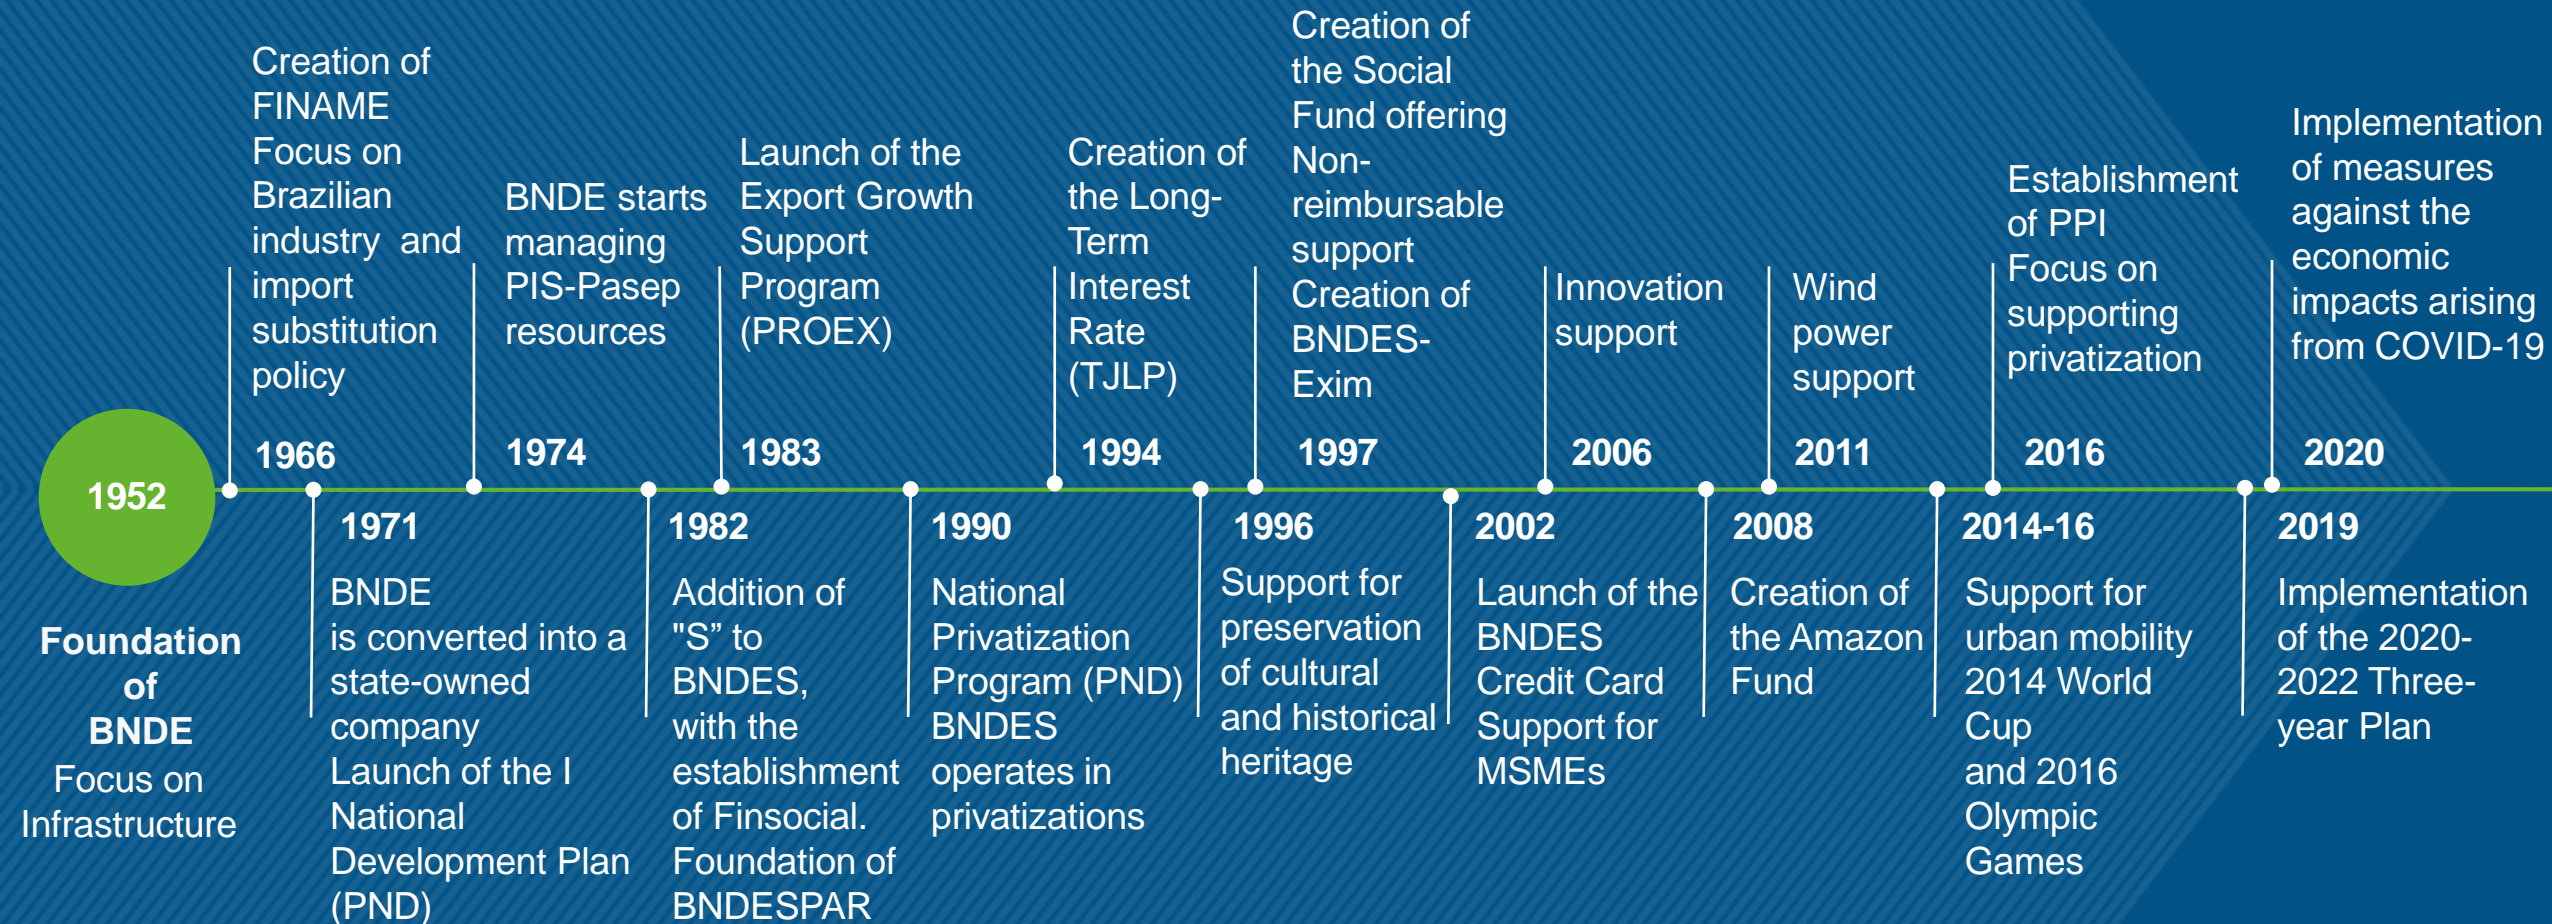 1952
Foundation
of
BNDE
Focus on
Infrastructure
Creation of
FINAME
Focus on
Brazilian
industry and
import
substitution
policy
1966
1971
BNDE
is converted into a
state-owned
company
Launch of the I
National
Development Plan
(PND)
BNDE starts
managing
PIS-Pasep
resources
1974
1982
Addition of
"S” to
BNDES,
with the
establishment
of Finsocial.
Foundation of
BNDESPAR
Launch of the
Export Growth
Support
Program
(PROEX)
1983
1990
National
Privatization
Program (PND)
BNDES
operates in
privatizations
Creation of
the Long-
Term
Interest
Rate
(TJLP)
1994
1996
Support for
preservation
of cultural
and historical
heritage
Creation of
the Social
Fund offering
Non-
reimbursable
support
Creation of
BNDES-
Exim
1997
2002
Launch of the
BNDES
Credit Card
Support for
MSMEs
Innovation
support
2006
2008
Creation of
the Amazon
Fund
Wind
power
support
2011
2014-16
Support for
urban mobility
2014 World
Cup
and 2016
Olympic
Games
Establishment
of PPI
Focus on
supporting
privatization
2016
2019
Implementation
of the 2020-
2022 Three-
year Plan
Implementation
of measures
against the
economic
impacts arising
from COVID-19
2020